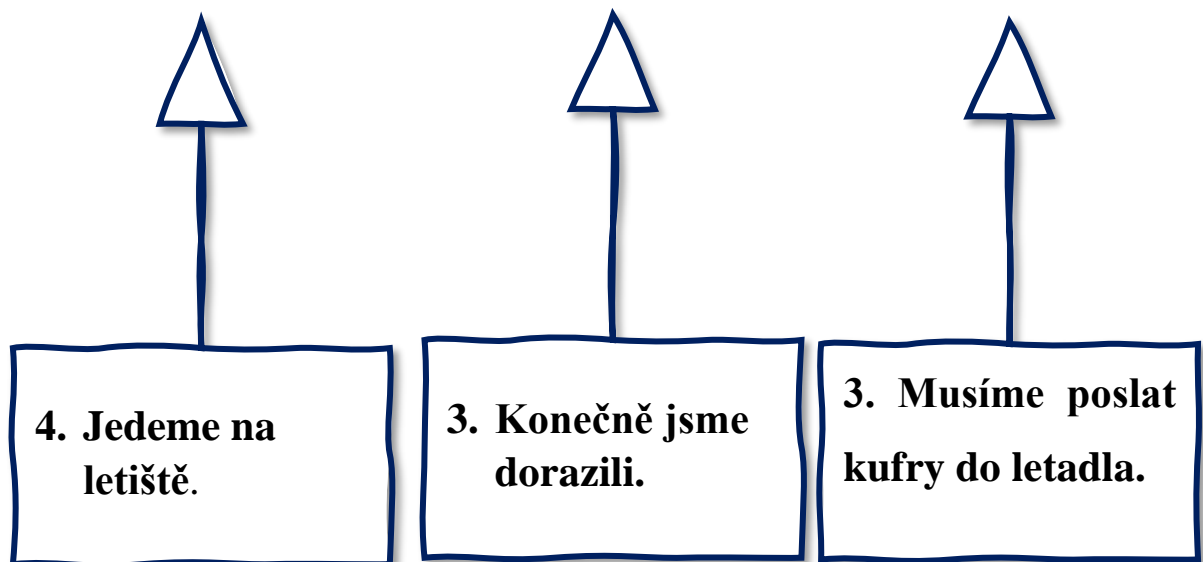 4. Jedeme na
letiště.
3. Konečně jsme
dorazili.
3. Musíme poslat
kufry do letadla.